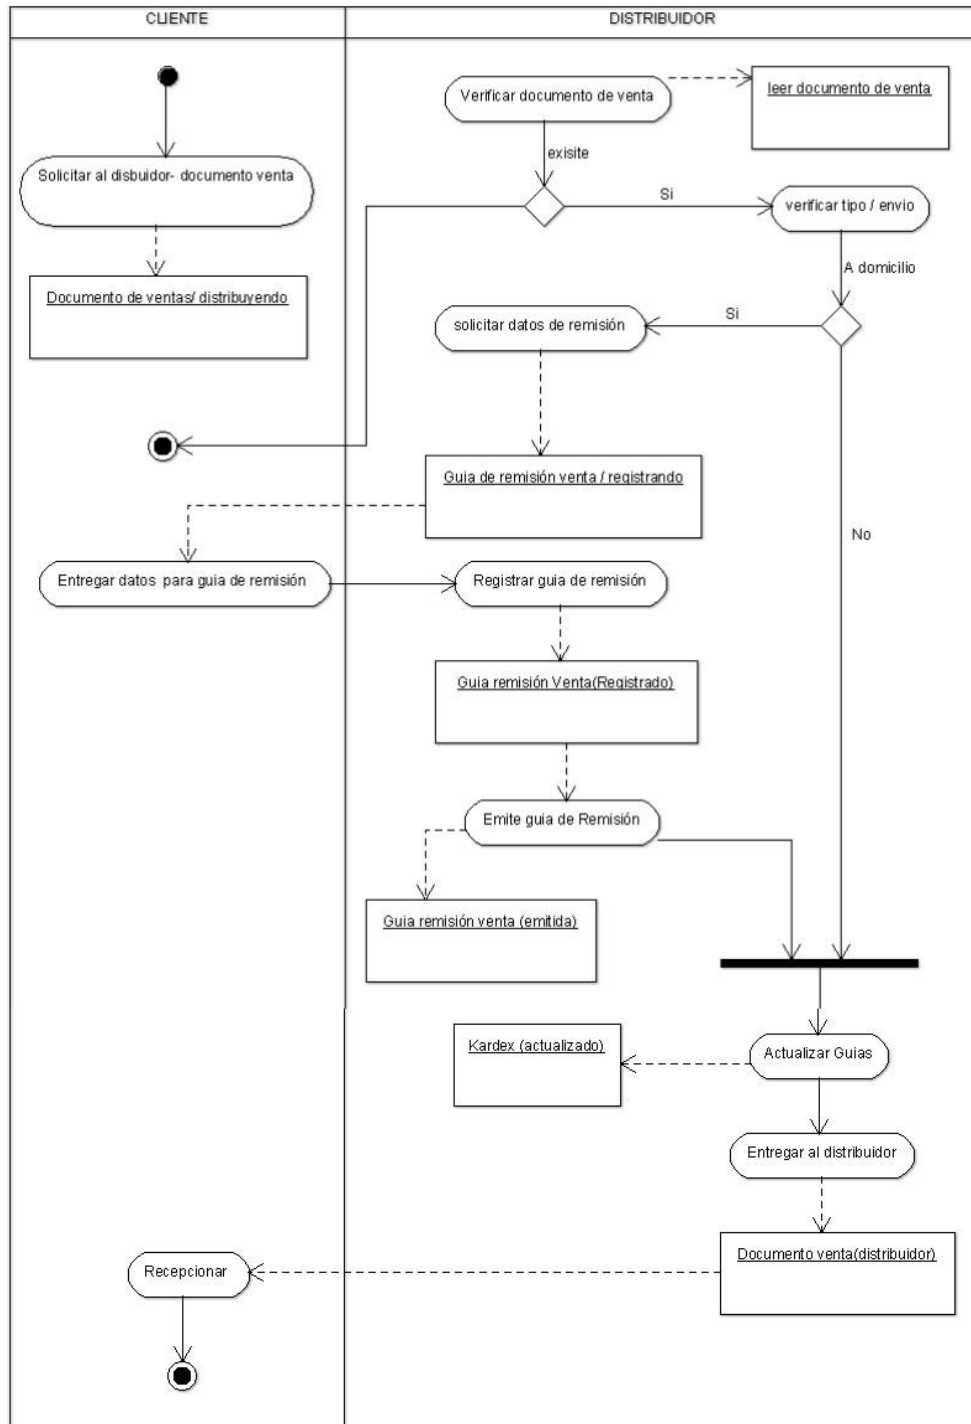 CLIENTE
DISTRIBUIDOR
Verificar documento de venta
leer documento de venta
exisite
Solicitar al disbuidor- documento venta
Si
verificar tipo / envio
A domicilio
Documento de ventas/ distribuyendo
solicitar datos de remisión
Si
Guia de remisión venta / registrando
No
Entregar datos para guia de remisión
Registrar guia de remisión
Guia remisión Venta(Registrado)
Emite guia de Remisión
Guia remisión venta (emitida)
Kardex (actualizado)
Actualizar Guias
Entregar al distribuidor
Documento venta(distribuidor)
Recepcionar